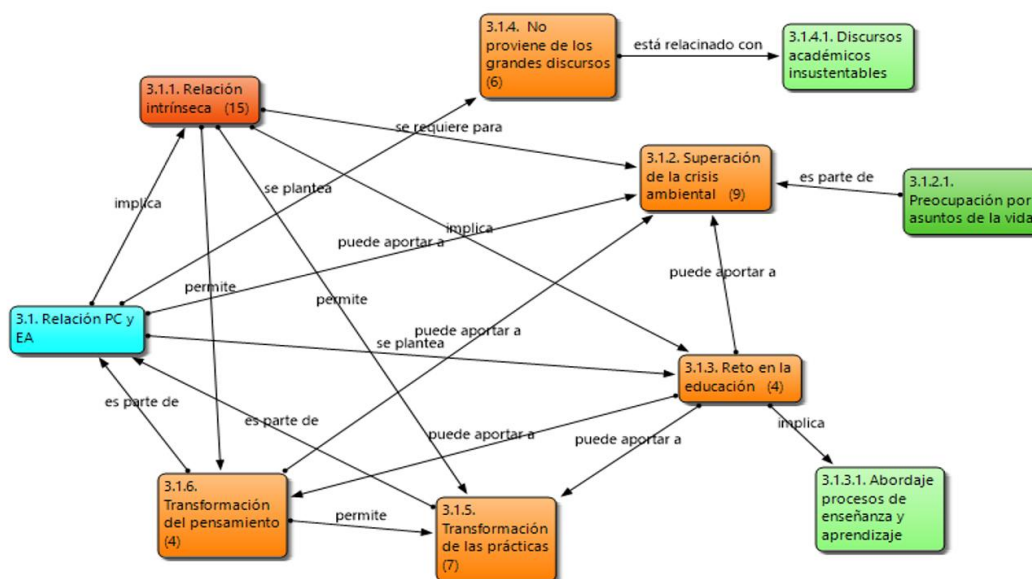 3.1.4. No
proviene de los
grandes discursos
(6)
está relacinado con
3.1.4.1. Discursos
académicos
insustentables
3.1.1. Relación
intrínseca (15)
se requiere para
3.1.2. Superación
de la crisis
ambiental (9)
es parte de
3.1.2.1.
Preocupación por
asuntos de la vida
implica
se plantea
implica
puede aportar a
puede aportar a
permite
permite
3.1. Relación PC y
EA
puede aportar a
se plantea
3.1.3. Reto en la
educación (4)
es parte de
es parte de
puede aportar a
puede aportar a
implica
3.1.6.
Transformación
del pensamiento
(4)
permite
3.1.5.
Transformación
de las prácticas
(7)
3.1.3.1. Abordaje
procesos de
enseñanza y
aprendizaje